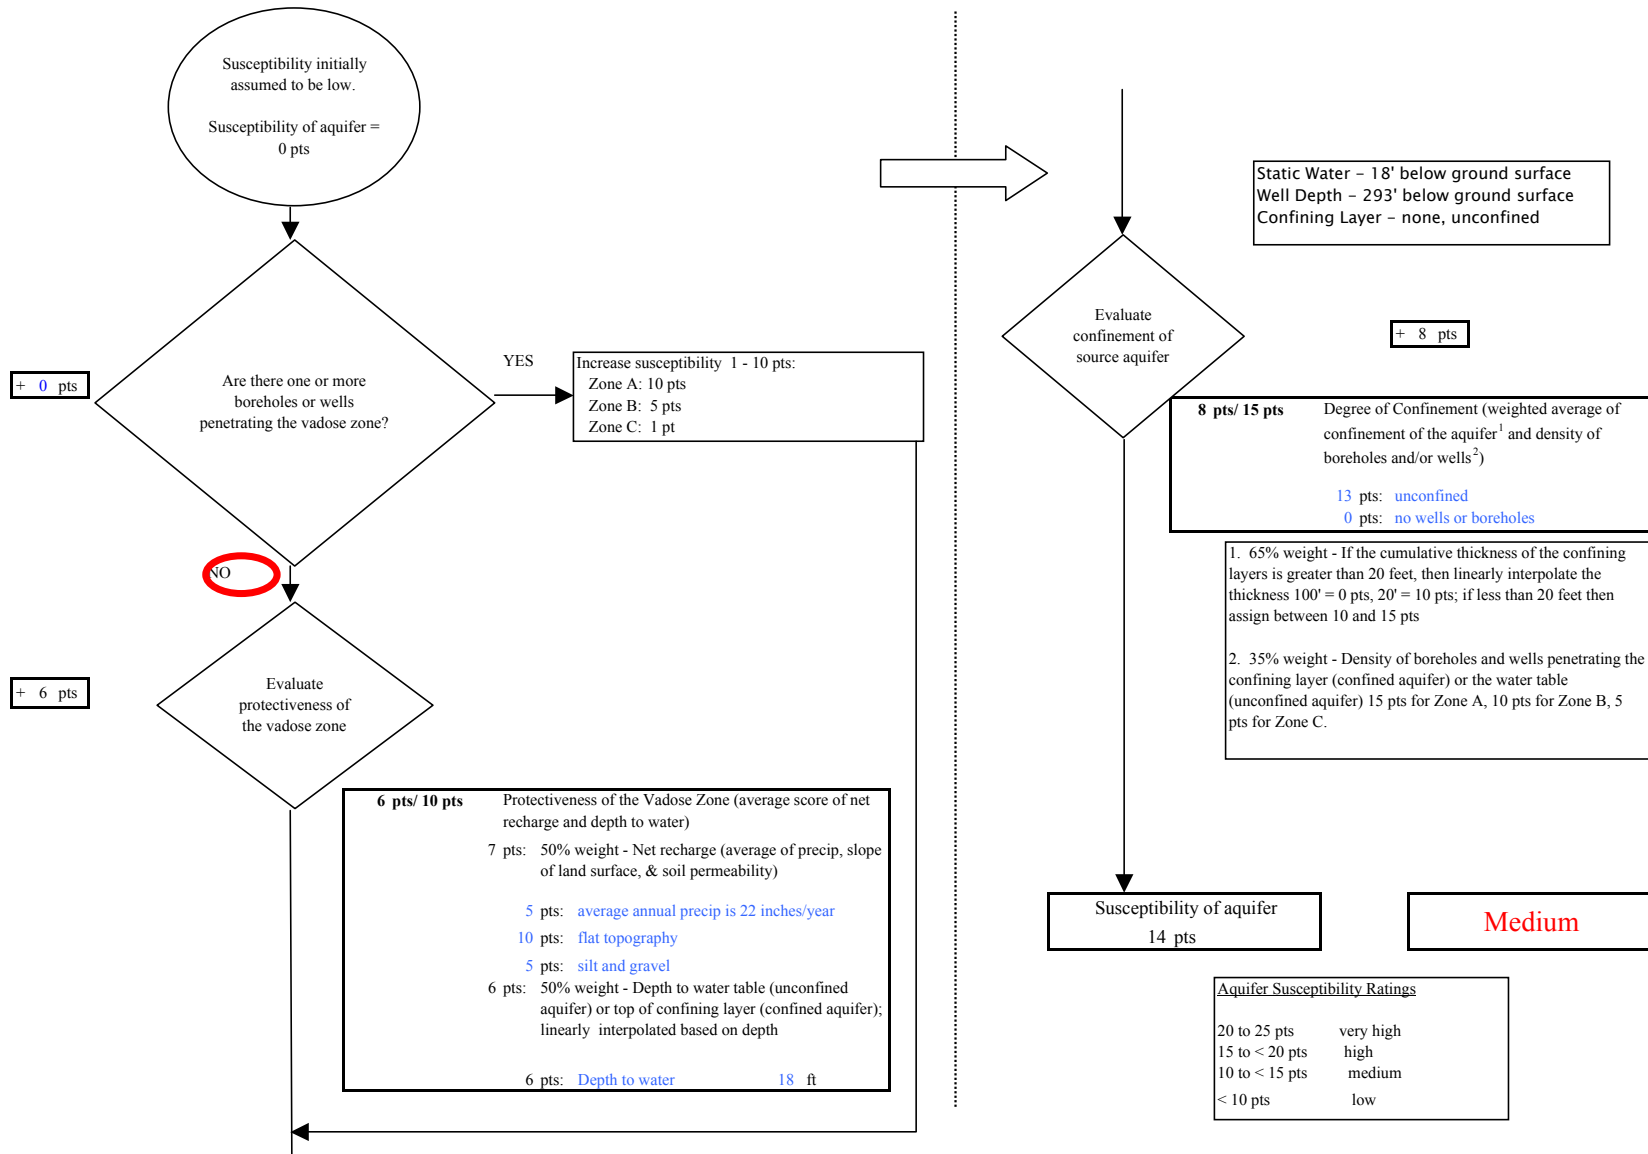 Susceptibility initially
assumed to be low.
Susceptibility of aquifer =
0 pts
+ 0 pts
Are there one or more
boreholes or wells
penetrating the vadose zone?
YES
Increase susceptibility 1 - 10 pts:
Zone A: 10 pts
Zone B: 5 pts
Zone C: 1 pt
NO
+ 6 pts
Evaluate
protectiveness of
the vadose zone
6 pts/ 10 pts Protectiveness of the Vadose Zone (average score of net
recharge and depth to water)
7 pts: 50% weight - Net recharge (average of precip, slope
of land surface, & soil permeability)
5 pts: average annual precip is 22 inches/year
10 pts: flat topography
5 pts: silt and gravel
6 pts: 50% weight - Depth to water table (unconfined
aquifer) or top of confining layer (confined aquifer);
linearly interpolated based on depth
6 pts: Depth to water 18 ft
Static Water – 18' below ground surface
Well Depth – 293' below ground surface
Confining Layer – none, unconfined
Evaluate
confinement of
source aquifer
+ 8 pts
8 pts/ 15 pts Degree of Confinement (weighted average of
confinement of the aquifer1 and density of
boreholes and/or wells2)
13 pts: unconfined
0 pts: no wells or boreholes
1. 65% weight - If the cumulative thickness of the confining
layers is greater than 20 feet, then linearly interpolate the
thickness 100' = 0 pts, 20' = 10 pts; if less than 20 feet then
assign between 10 and 15 pts
2. 35% weight - Density of boreholes and wells penetrating the
confining layer (confined aquifer) or the water table
(unconfined aquifer) 15 pts for Zone A, 10 pts for Zone B, 5
pts for Zone C.
Susceptibility of aquifer
14 pts
Medium
Aquifer Susceptibility Ratings
20 to 25 pts very high
15 to < 20 pts high
10 to < 15 pts medium
< 10 pts low